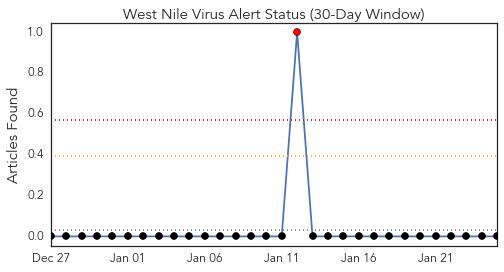 West Nile Virus Alert Status (30-Day Window)
Articles Found
1.0
0.8
0.6
0.4
0.2
0.0
Dec 27 Jan 01 Jan 06 Jan 11 Jan 16 Jan 21